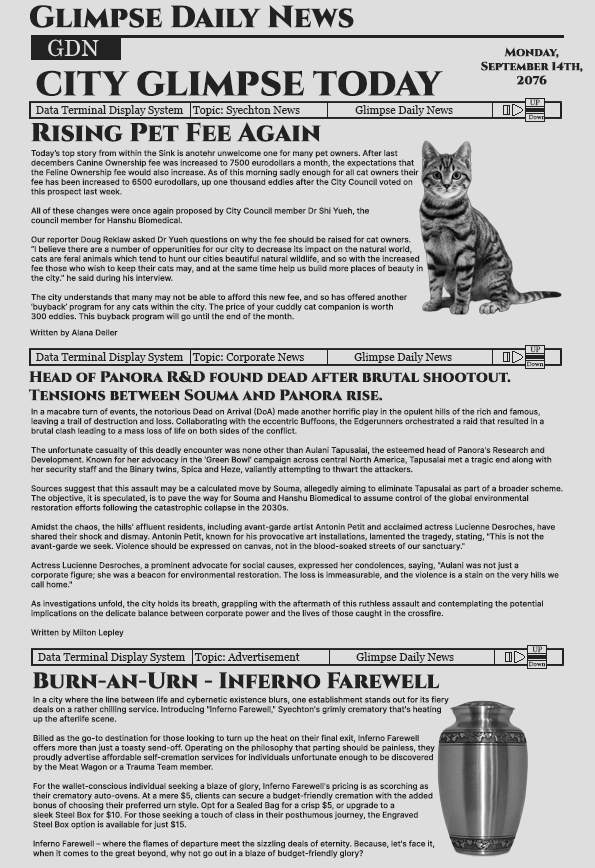 GLIMPSE DAILY NEWS
GDN
MONDAY,
SEPTEMBER 14TH,
2076
CITY GLIMPSE TODAY
Data Terminal Display System Topic: Syechton News Glimpse Daily News UP Down
RISING PET FEE AGAIN
Today's top story from within the Sink is anotehr unwelcome one for many pet owners. After last
decembers Canine Ownership fee was increased to 7500 eurodollars a month, the expectations that
the Feline Ownership fee would also increase. As of this morning sadly enough for all cat owners their
fee has been increased to 6500 eurodollars, up one thousand eddies after the City Council voted on
this prospect last week.
All of these changes were once again proposed by City Council member Dr Shi Yueh, the
council member for Hanshu Biomedical.
Our reporter Doug Reklaw asked Dr Yueh questions on why the fee should be raised for cat owners.
"I believe there are a number of oppertunities for our city to decrease its impact on the natural world,
cats are feral animals which tend to hunt our cities beautiful natural wildlife, and so with the increased
fee those who wish to keep their cats may, and at the same time help us build more places of beauty in
the city." he said during his interview.
The city understands that many may not be able to afford this new fee, and so has offered another
'buyback' program for any cats within the city. The price of your cuddly cat companion is worth
300 eddies. This buyback program will go until the end of the month.
Written by Alana Deller
Data Terminal Display System Topic: Corporate News Glimpse Daily News UP Down
HEAD OF PANORA R&D FOUND DEAD AFTER BRUTAL SHOOTOUT.
TENSIONS BETWEEN SOUMA AND PANORA RISE.
In a macabre turn of events, the notorious Dead on Arrival (DoA) made another horrific play in the opulent hills of the rich and famous,
leaving a trail of destruction and loss. Collaborating with the eccentric Buffoons, the Edgerunners orchestrated a raid that resulted in a
brutal clash leading to a mass loss of life on both sides of the conflict.
The unfortunate casualty of this deadly encounter was none other than Aulani Tapusalai, the esteemed head of Panora's Research and
Development. Known for her advocacy in the 'Green Bowl' campaign across central North America, Tapusalai met a tragic end along with
her security staff and the Binary twins, Spica and Heze, valiantly attempting to thwart the attackers.
Sources suggest that this assault may be a calculated move by Souma, allegedly aiming to eliminate Tapusalai as part of a broader scheme.
The objective, it is speculated, is to pave the way for Souma and Hanshu Biomedical to assume control of the global environmental
restoration efforts following the catastrophic collapse in the 2030s.
Amidst the chaos, the hills' affluent residents, including avant-garde artist Antonin Petit and acclaimed actress Lucienne Desroches, have
shared their shock and dismay. Antonin Petit, known for his provocative art installations, lamented the tragedy, stating, "This is not the
avant-garde we seek. Violence should be expressed on canvas, not in the blood-soaked streets of our sanctuary."
Actress Lucienne Desroches, a prominent advocate for social causes, expressed her condolences, saying, "Aulani was not just a
corporate figure; she was a beacon for environmental restoration. The loss is immeasurable, and the violence is a stain on the very hills we
call home."
As investigations unfold, the city holds its breath, grappling with the aftermath of this ruthless assault and contemplating the potential
implications on the delicate balance between corporate power and the lives of those caught in the crossfire.
Written by Milton Lepley
Data Terminal Display System Topic: Advertisement Glimpse Daily News UP Down
BURN-AN-URN - INFERNO FAREWELL
In a city where the line between life and cybernetic existence blurs, one establishment stands out for its fiery
deals on a rather chilling service. Introducing "Inferno Farewell," Syechton's grimly crematory that's heating
up the afterlife scene.
Billed as the go-to destination for those looking to turn up the heat on their final exit, Inferno Farewell
offers more than just a toasty send-off. Operating on the philosophy that parting should be painless, they
proudly advertise affordable self-cremation services for individuals unfortunate enough to be discovered
by the Meat Wagon or a Trauma Team member.
For the wallet-conscious individual seeking a blaze of glory, Inferno Farewell's pricing is as scorching as
their crematory auto-ovens. At a mere $5, clients can secure a budget-friendly cremation with the added
bonus of choosing their preferred urn style. Opt for a Sealed Bag for a crisp $5, or upgrade to a
sleek Steel Box for $10. For those seeking a touch of class in their posthumous journey, the Engraved
Steel Box option is available for just $15.
Inferno Farewell – where the flames of departure meet the sizzling deals of eternity. Because, let's face it,
when it comes to the great beyond, why not go out in a blaze of budget-friendly glory?